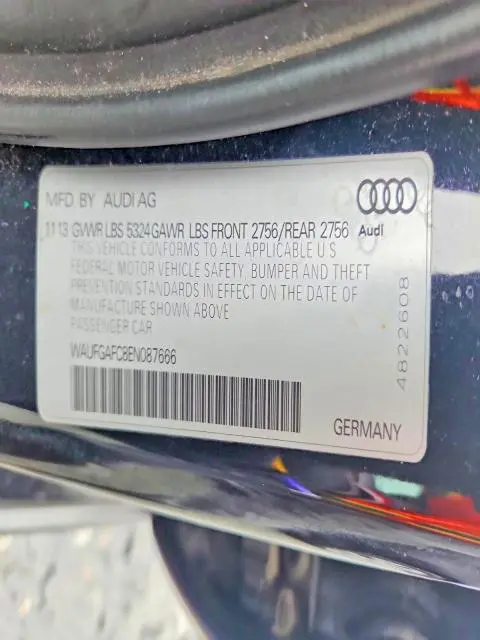 MFD. BY AUDI AG
11 13 GVWR LBS 5324 GAWR LBS FRONT 2756/REAR 2756
Audi
THIS VEHICLE CONFORMS TO ALL APPLICABLE U S
FEDERAL MOTOR VEHICLE SAFETY, BUMPER AND THEFT
PREVENTION STANDARDS IN EFFECT ON THE DATE OF
MANUFACTURE SHOWN ABOVE
PASSENGER CAR
WAUFGAFC8EN087666
4822608
GERMANY